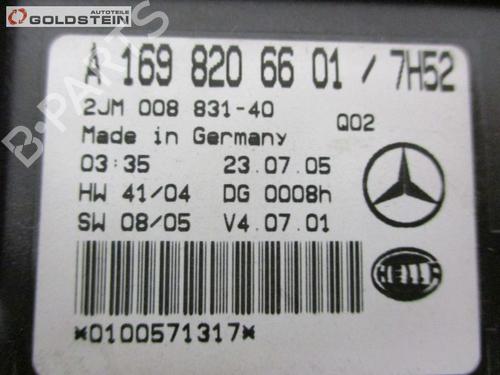 GOLDSTEIN Autoteile
B-PARTS
A 169 820 66 01 / 7H52
2JM 008 831-40
Q02
Made in Germany
03:35 23.07.05
HW 41/04 DG 0008h
SW 08/05 V4.07.01
HELLA
*0100571317*